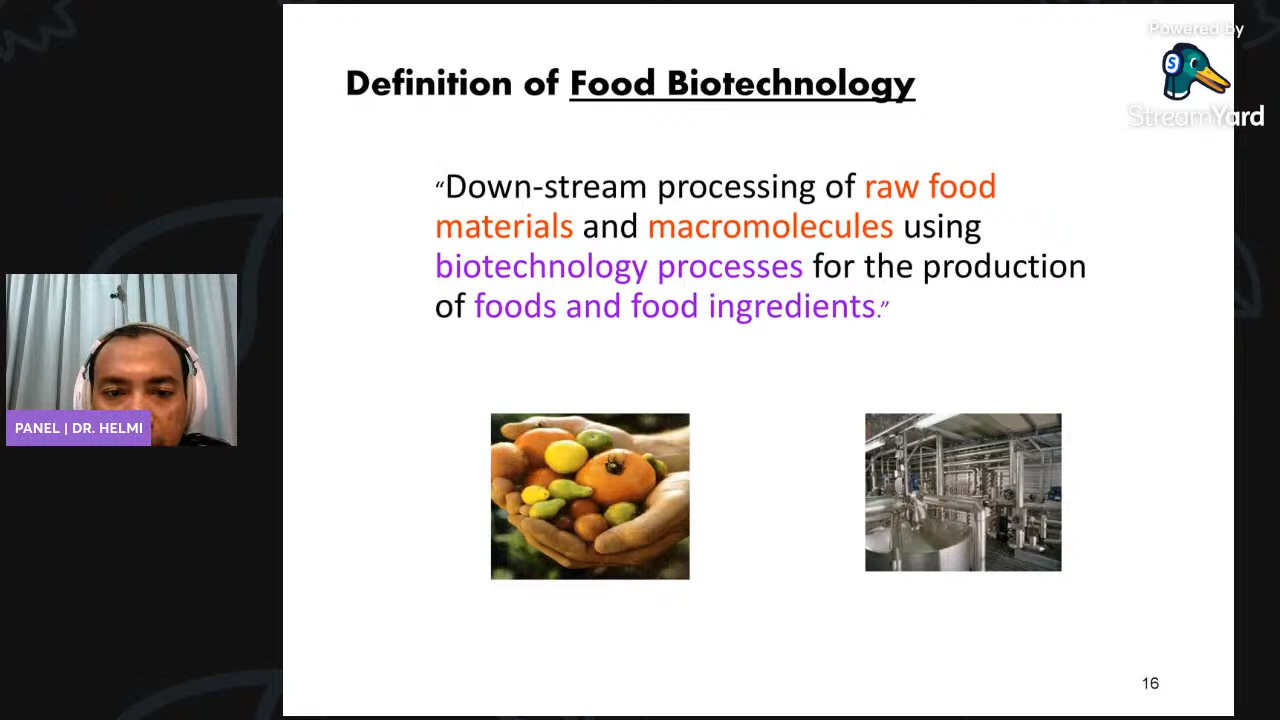 Powered by
S
StreamYard
Definition of Food Biotechnology
“Down-stream processing of raw food
materials and macromolecules using
biotechnology processes for the production
of foods and food ingredients.”
PANEL | DR. HELMI
16